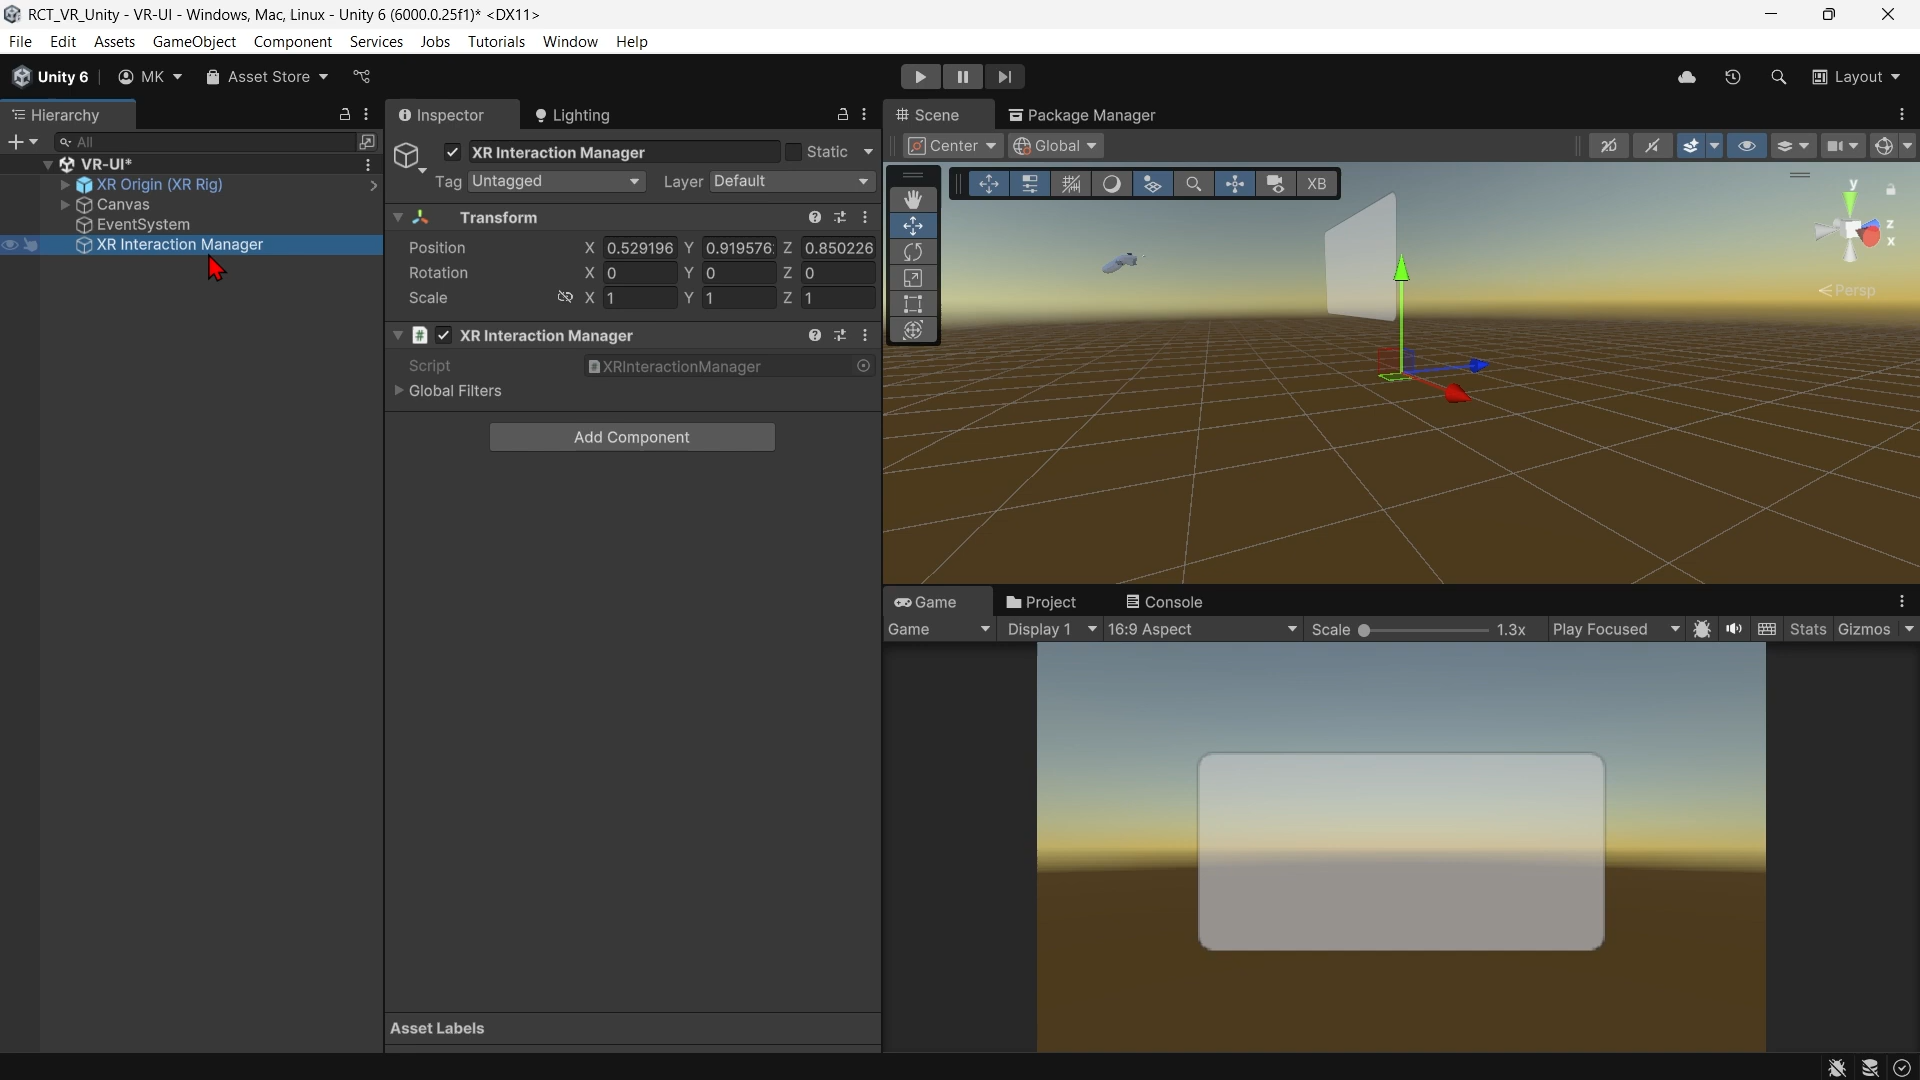 RCT_VR_Unity - VR-UI - Windows, Mac, Linux - Unity 6 (6000.0.25f1)* <DX11>
File Edit Assets GameObject Component Services Jobs Tutorials Window Help
Unity 6 MK Asset Store Layout
Hierarchy
All
VR-UI*
XR Origin (XR Rig)
Canvas
EventSystem
XR Interaction Manager
Inspector Lighting
XR Interaction Manager Static
Tag Untagged Layer Default
Transform
Position X 0.529196 Y 0.919576 Z 0.850226
Rotation X 0 Y 0 Z 0
Scale X 1 Y 1 Z 1
XR Interaction Manager
Script XRInteractionManager
Global Filters
Add Component
Asset Labels
Scene Package Manager
Center Global 2D
XB
y
z
x
Persp
Game Project Console
Game Display 1 16:9 Aspect Scale 1.3x Play Focused Stats Gizmos